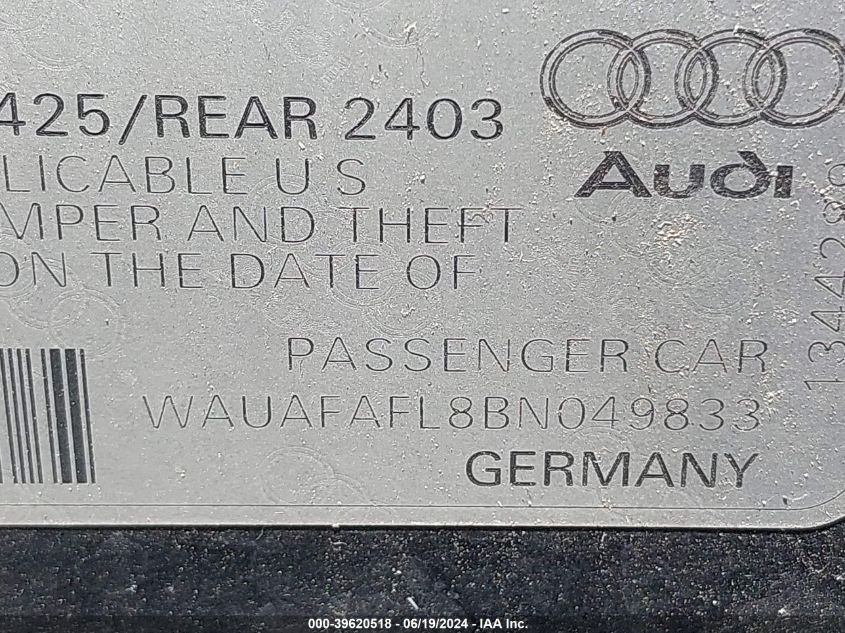 425/REAR 2403
Audi
LICABLE U S
MPER AND THEFT
ON THE DATE OF
PASSENGER CAR
WAUAFAFL8BN049833
GERMANY
000-39620518 - 06/19/2024 - IAA Inc.